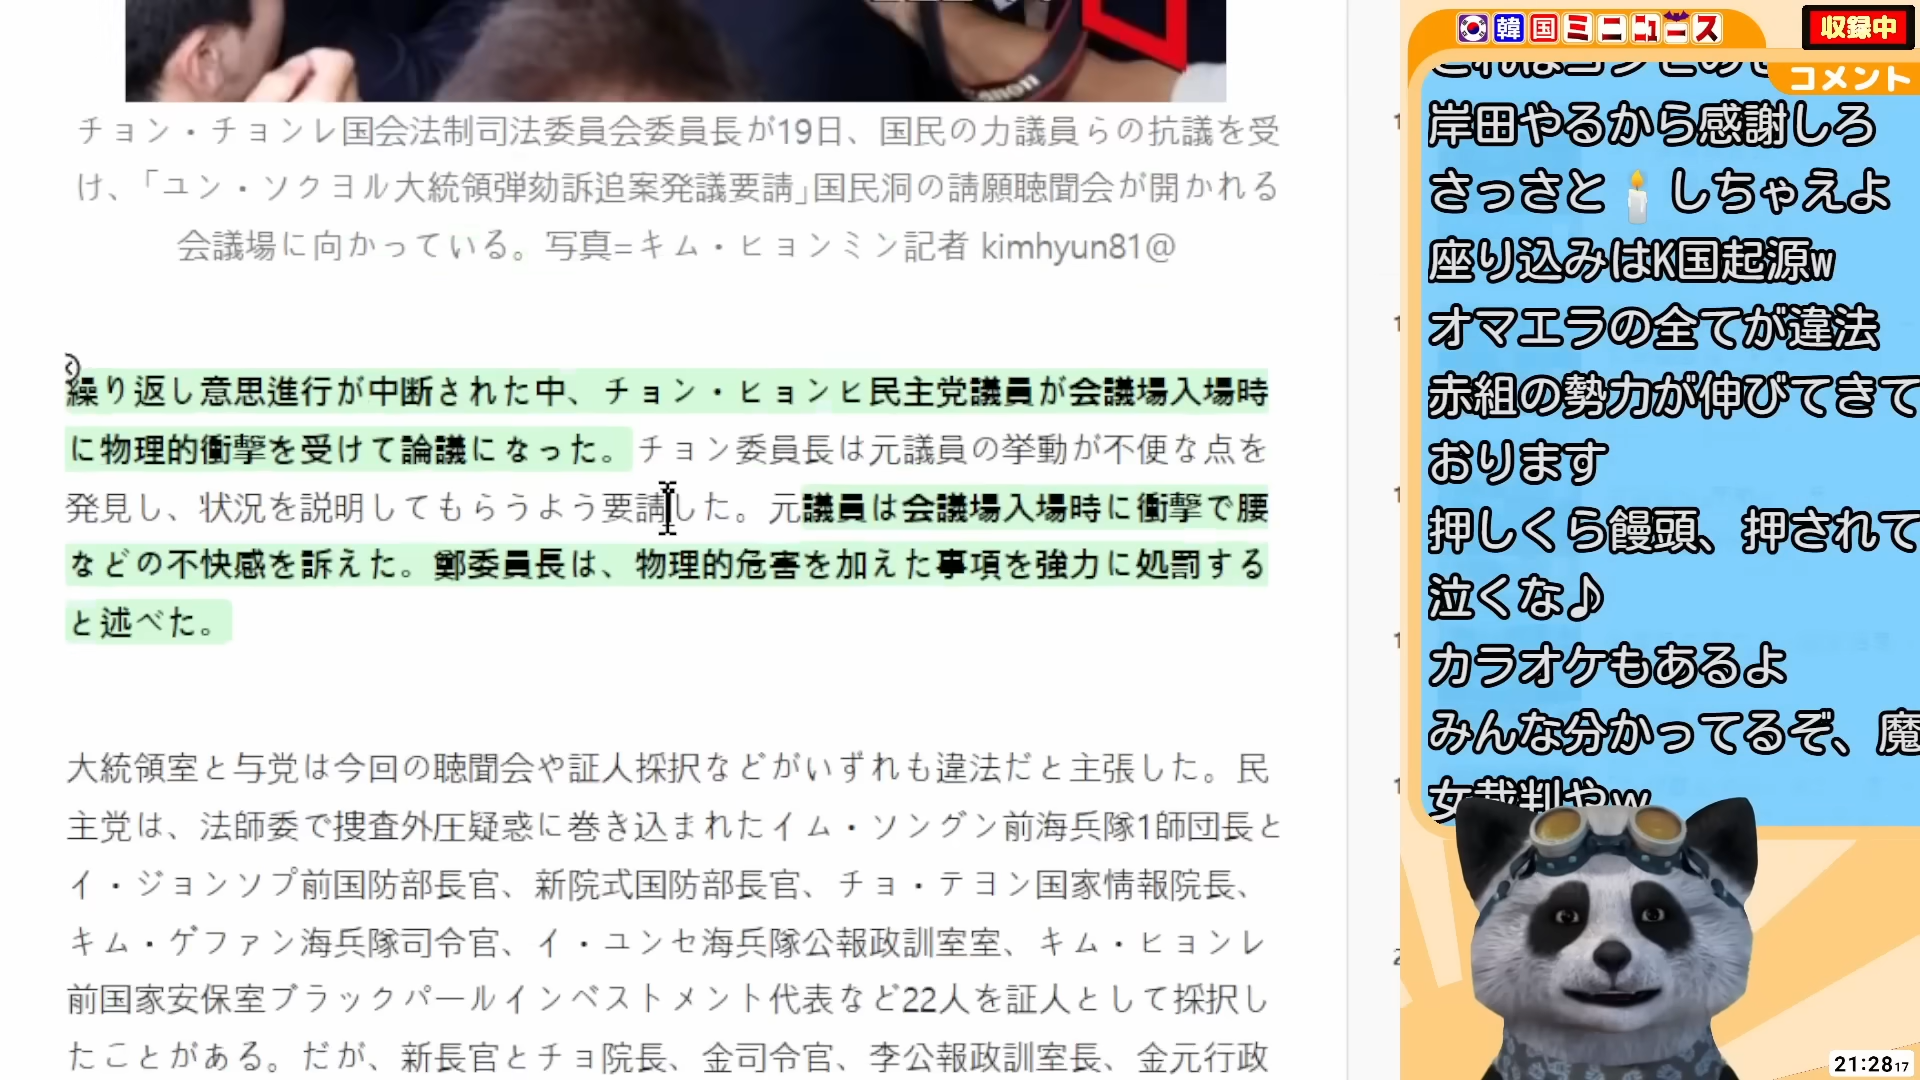 Canon
チョン・チョンレ国会法制司法委員会委員長が19日、国民の力議員らの抗議を受
け、「ユン・ソクヨル大統領弾劾訴追案発議要請」国民洞の請願聴聞会が開かれる
会議場に向かっている。写真=キム・ヒョンミン記者 kimhyun81@
繰り返し意思進行が中断された中、チョン・ヒョンヒ民主党議員が会議場入場時
に物理的衝撃を受けて論議になった。チョン委員長は元議員の挙動が不便な点を
発見し、状況を説明してもらうよう要請した。元議員は会議場入場時に衝撃で腰
などの不快感を訴えた。鄭委員長は、物理的危害を加えた事項を強力に処罰する
と述べた。
大統領室と与党は今回の聴聞会や証人採択などがいずれも違法だと主張した。民
主党は、法師委で捜査外圧疑惑に巻き込まれたイム・ソングン前海兵隊1師団長と
イ・ジョンソプ前国防部長官、新院式国防部長官、チョ・テヨン国家情報院長、
キム・ゲファン海兵隊司令官、イ・ユンセ海兵隊公報政訓室室、キム・ヒョンレ
前国家安保室ブラックパールインベストメント代表など22人を証人として採択し
たことがある。だが、新長官とチョ院長、金司令官、李公報政訓室長、金元行政
韓国ミニニュース
収録中
コメント
岸田やるから感謝しろ
さっさと🕯️しちゃえよ
座り込みはK国起源w
オマエラの全てが違法
赤組の勢力が伸びてきて
おります
押しくら饅頭、押されて
泣くな♪
カラオケもあるよ
みんな分かってるぞ、魔
女裁判やw
21:28 17